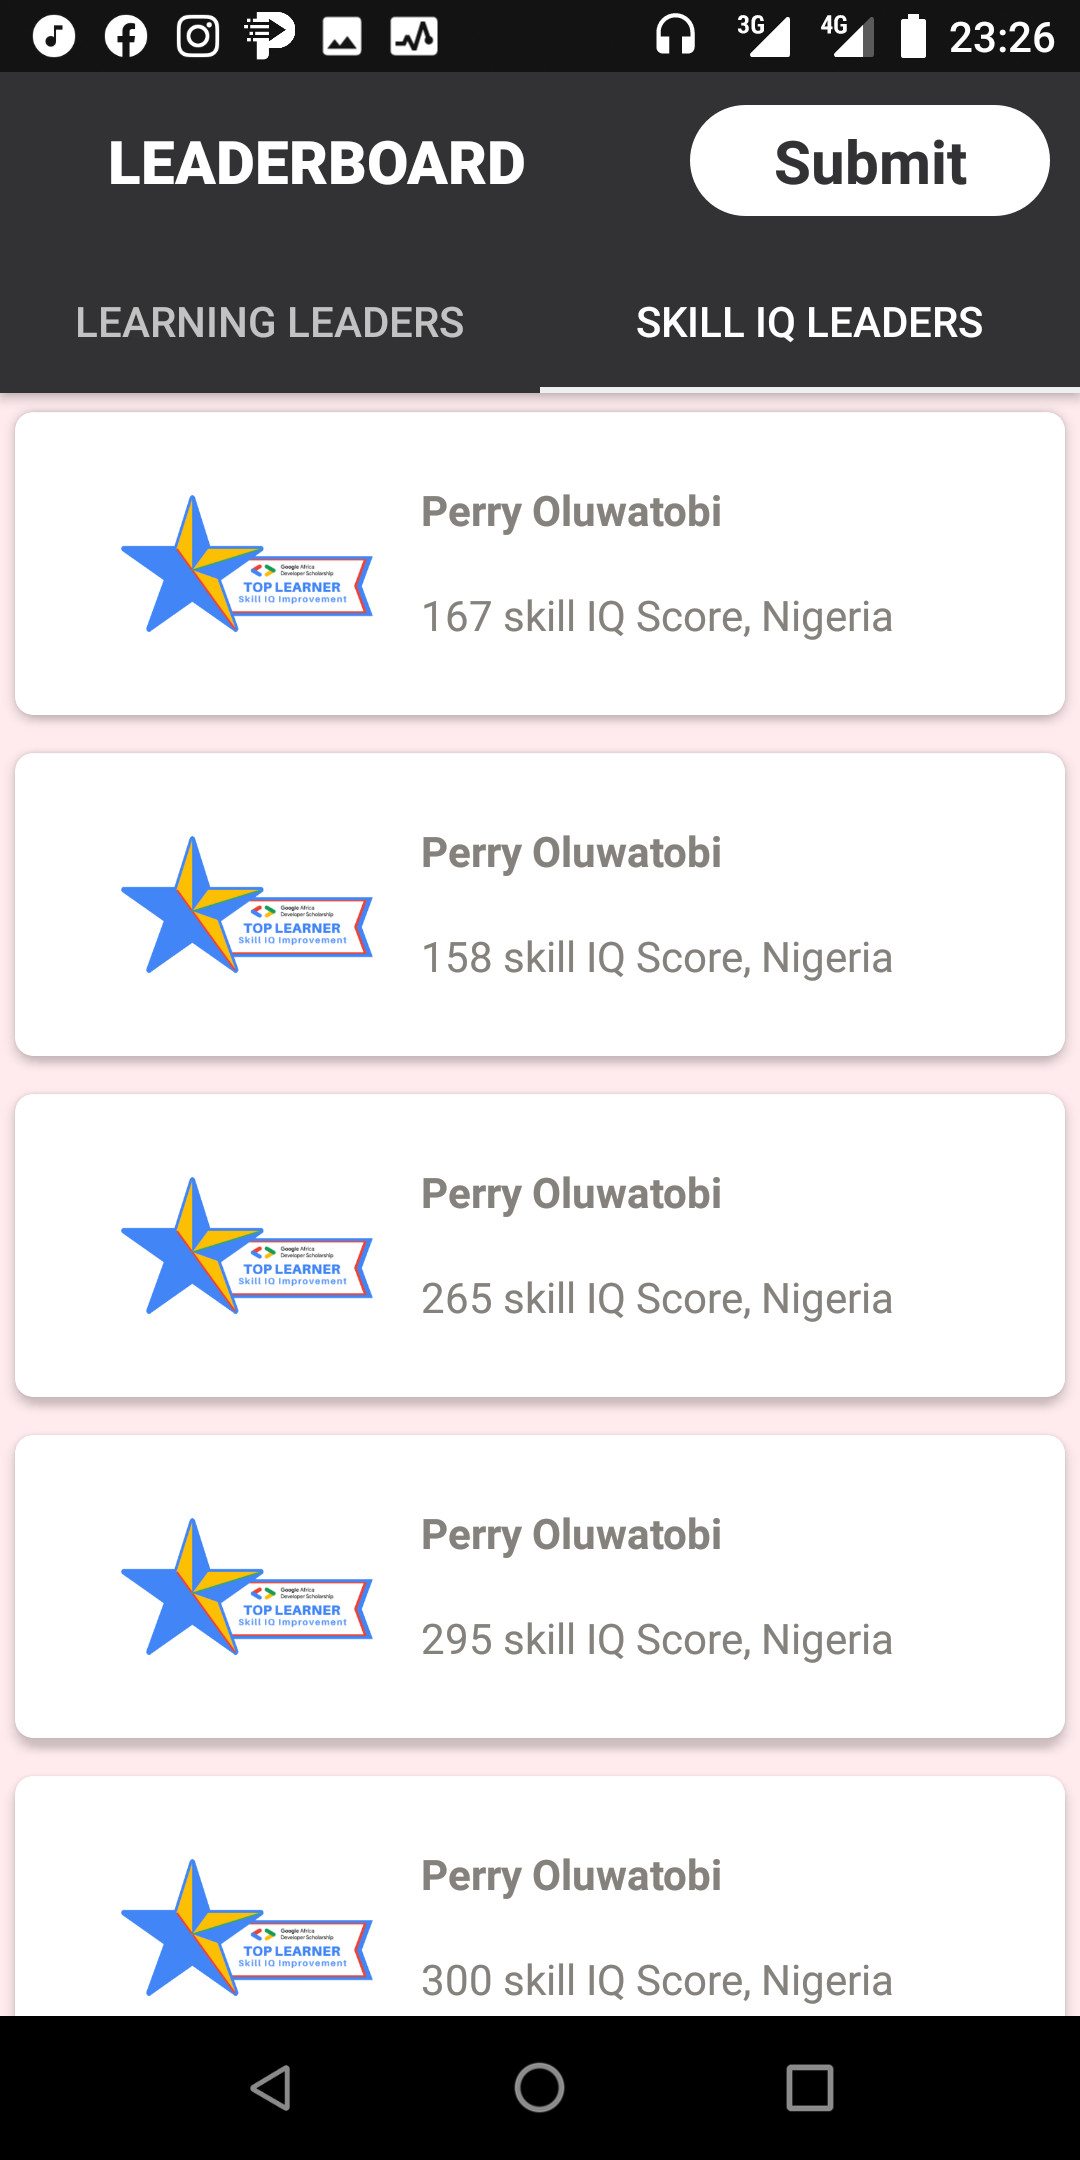 3G 4G 23:26
LEADERBOARD Submit
LEARNING LEADERS SKILL IQ LEADERS
Perry Oluwatobi
Google Africa
Developer Scholarship
TOP LEARNER
Skill IQ Improvement
167 skill IQ Score, Nigeria
Perry Oluwatobi
Google Africa
Developer Scholarship
TOP LEARNER
Skill IQ Improvement
158 skill IQ Score, Nigeria
Perry Oluwatobi
Google Africa
Developer Scholarship
TOP LEARNER
Skill IQ Improvement
265 skill IQ Score, Nigeria
Perry Oluwatobi
Google Africa
Developer Scholarship
TOP LEARNER
Skill IQ Improvement
295 skill IQ Score, Nigeria
Perry Oluwatobi
Google Africa
Developer Scholarship
TOP LEARNER
Skill IQ Improvement
300 skill IQ Score, Nigeria